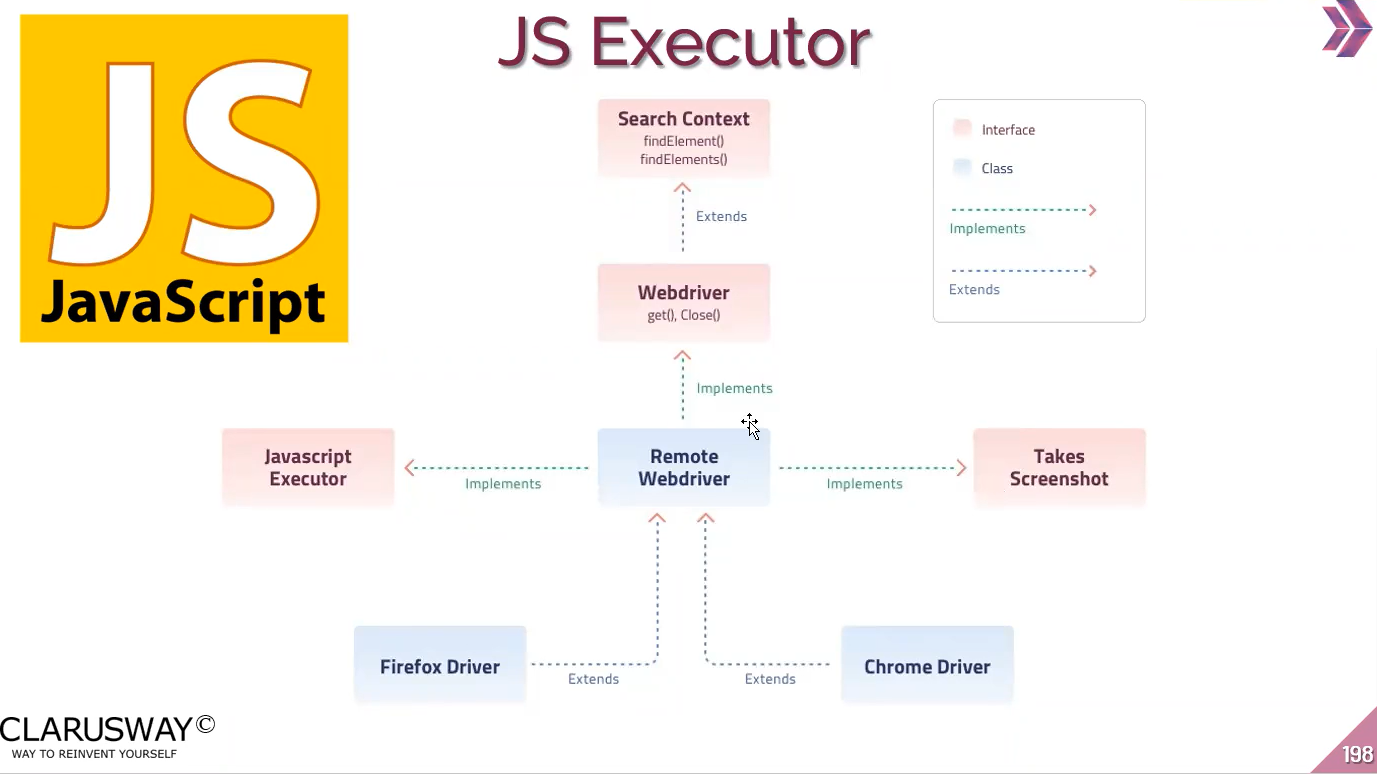 JS Executor
JS
JavaScript
Search Context
findElement()
findElements()
Extends
Webdriver
get(), Close()
Implements
Interface
Class
Implements
Extends
Javascript
Executor
Implements
Remote
Webdriver
Implements
Takes
Screenshot
Firefox Driver
Extends
Extends
Chrome Driver
CLARUSWAY©
WAY TO REINVENT YOURSELF
198